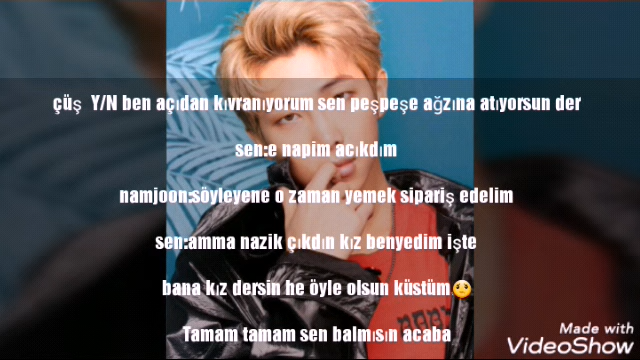 çüş Y/N ben açıdan kıvranıyorum sen peşpeşe ağzına atıyorsun der
sen:e napim acıkdım
namjoon:söyleyene o zaman yemek sipariş edelim
sen:amma nazik çıkdın kız benyedim işte
bana kız dersin he öyle olsun küstüm🥺
Tamam tamam sen balmısın acaba
Made with
VideoShow